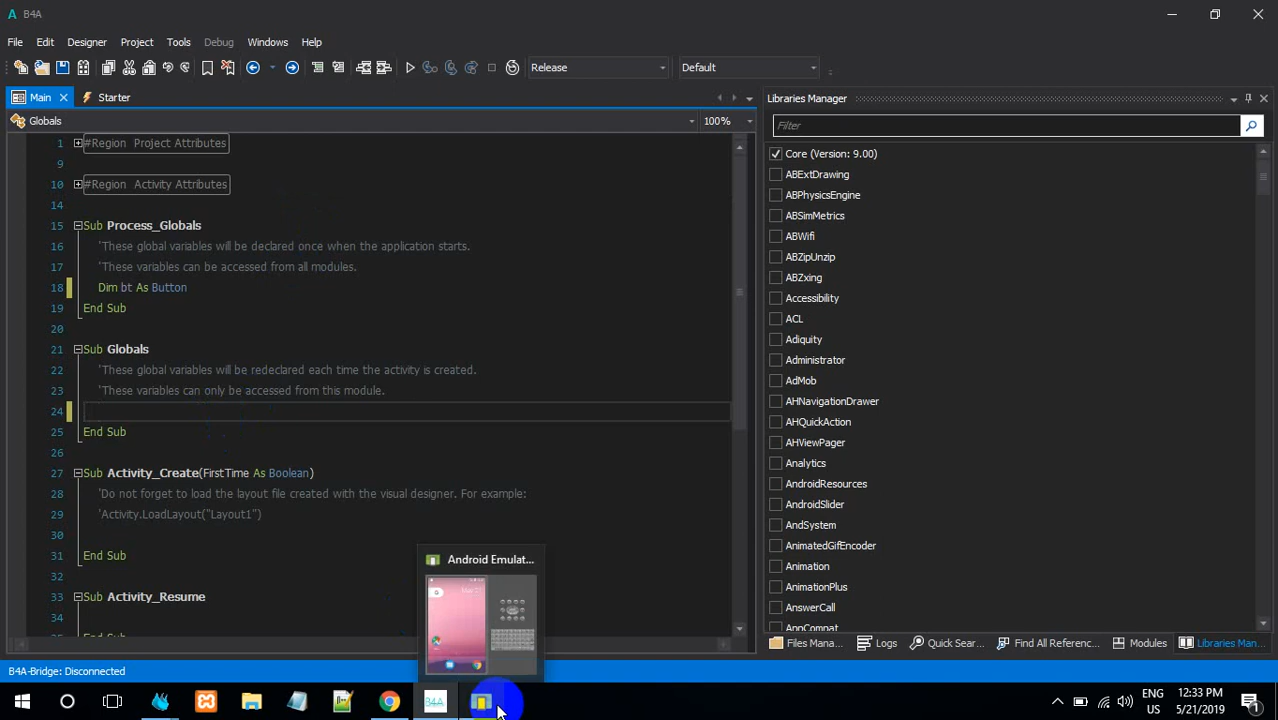 B4A
File Edit Designer Project Tools Debug Windows Help
Release Default
Main Starter
Globals 100%
1 #Region Project Attributes
9
10 #Region Activity Attributes
14
15 Sub Process_Globals
16 'These global variables will be declared once when the application starts.
17 'These variables can be accessed from all modules.
18 Dim bt As Button
19 End Sub
20
21 Sub Globals
22 'These global variables will be redeclared each time the activity is created.
23 'These variables can only be accessed from this module.
24
25 End Sub
26
27 Sub Activity_Create(FirstTime As Boolean)
28 'Do not forget to load the layout file created with the visual designer. For example:
29 'Activity.LoadLayout("Layout1")
30
31 End Sub
32
33 Sub Activity_Resume
34
35 End Sub
Libraries Manager
Filter
Core (Version: 9.00)
ABExtDrawing
ABPhysicsEngine
ABSimMetrics
ABWifi
ABZipUnzip
ABZxing
Accessibility
ACL
Adiquity
Administrator
AdMob
AHNavigationDrawer
AHQuickAction
AHViewPager
Analytics
AndroidResources
AndroidSlider
AndSystem
AnimatedGifEncoder
Animation
AnimationPlus
AnswerCall
AppCompat
Files Mana... Logs Quick Sear... Find All Referenc... Modules Libraries Man...
Android Emulat...
B4A-Bridge: Disconnected
B4A
ENG
US
12:33 PM
5/21/2019
1